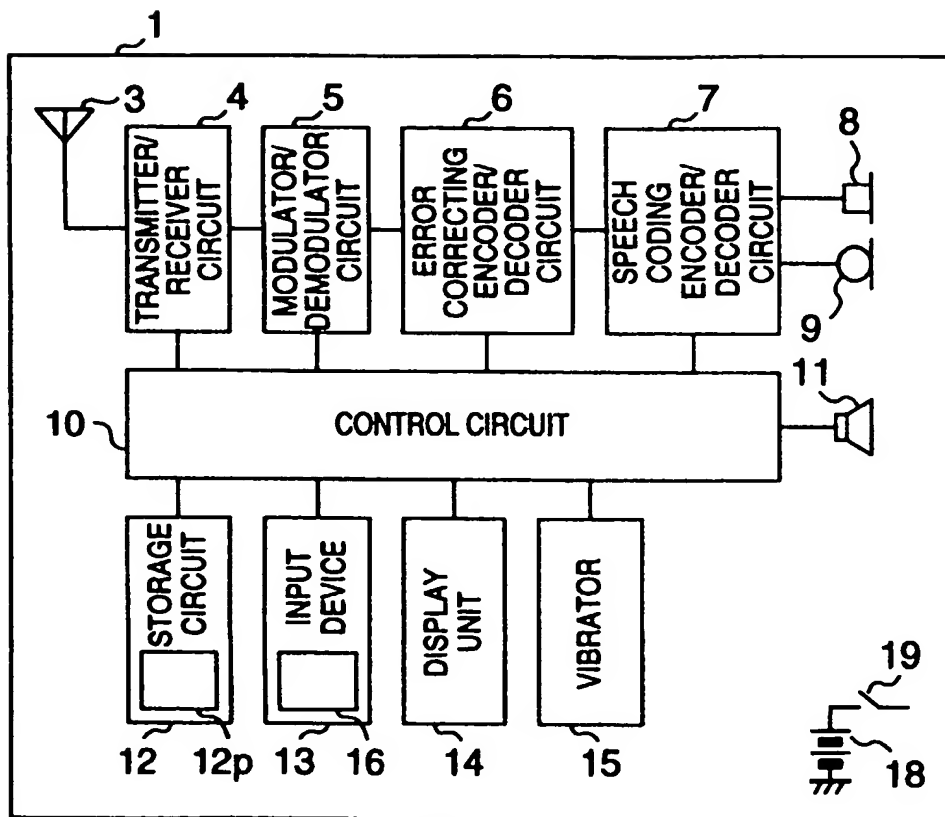 1
3
4
5
6
7
8
TRANSMITTER/
RECEIVER
CIRCUIT
MODULATOR/
DEMODULATOR
CIRCUIT
ERROR
CORRECTING
ENCODER/
DECODER
CIRCUIT
SPEECH
CODING
ENCODER/
DECODER
CIRCUIT
9
10
CONTROL CIRCUIT
11
STORAGE
CIRCUIT
INPUT
DEVICE
DISPLAY
UNIT
VIBRATOR
19
12
12p
13
16
14
15
18